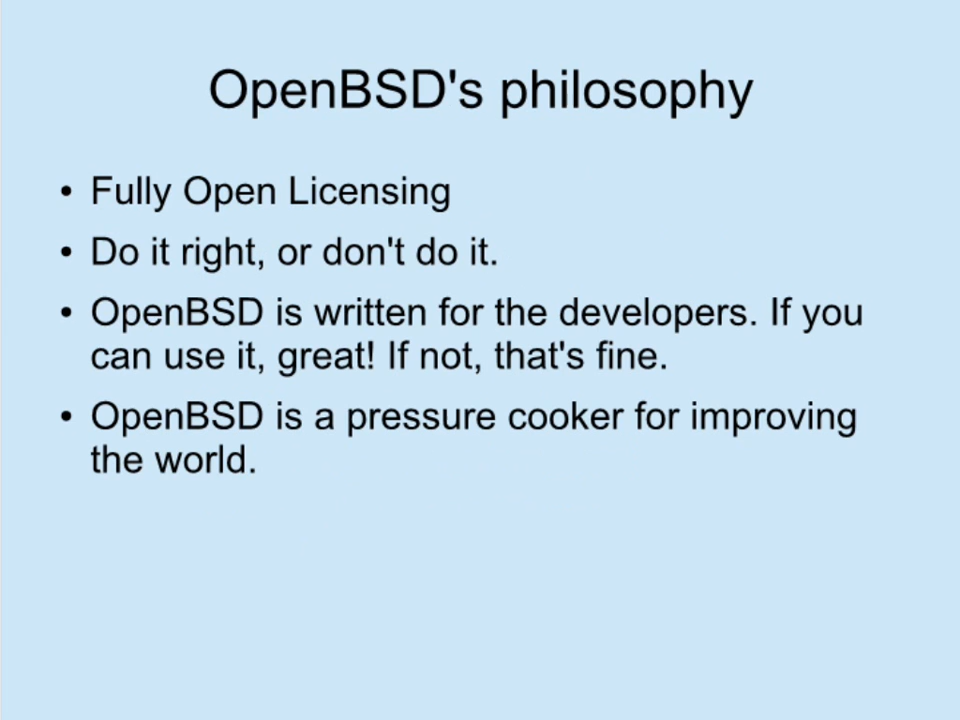 OpenBSD's philosophy
• Fully Open Licensing
• Do it right, or don't do it.
• OpenBSD is written for the developers. If you
can use it, great! If not, that's fine.
• OpenBSD is a pressure cooker for improving
the world.